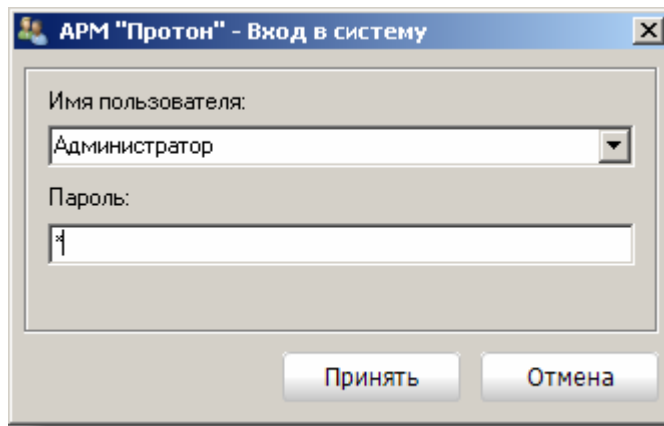 АРМ "Протон" - Вход в систему
Имя пользователя:
Администратор
Пароль:
*
Принять Отмена